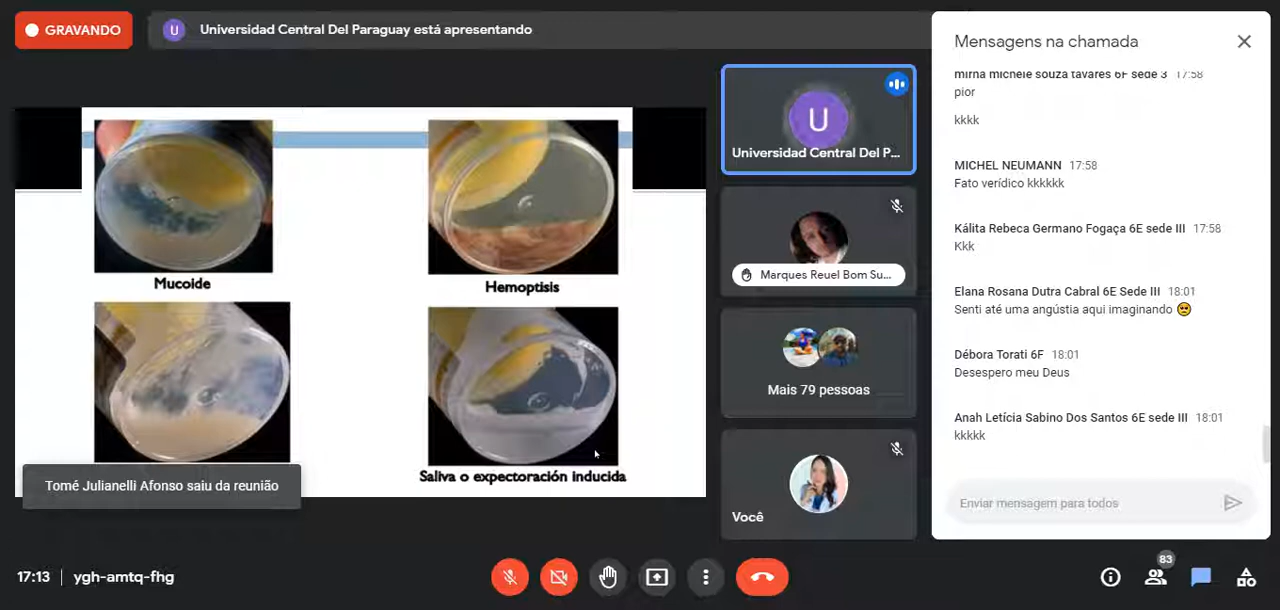 GRAVANDO
U
Universidad Central Del Paraguay está apresentando
Mucoide
Hemoptisis
Saliva o expectoración inducida
Tomé Julianelli Afonso saiu da reunião
U
Universidad Central Del P...
Marques Reuel Bom Su...
Mais 79 pessoas
Você
Mensagens na chamada
mirna michele souza tavares 6F sede 3 17:58
pior
kkkk
MICHEL NEUMANN 17:58
Fato verídico kkkkkk
Kálita Rebeca Germano Fogaça 6E sede III 17:58
Kkk
Elana Rosana Dutra Cabral 6E Sede III 18:01
Senti até uma angústia aqui imaginando 🥺
Débora Torati 6F 18:01
Desespero meu Deus
Anah Letícia Sabino Dos Santos 6E sede III 18:01
kkkkk
Enviar mensagem para todos
17:13 | ygh-amtq-fhg
83